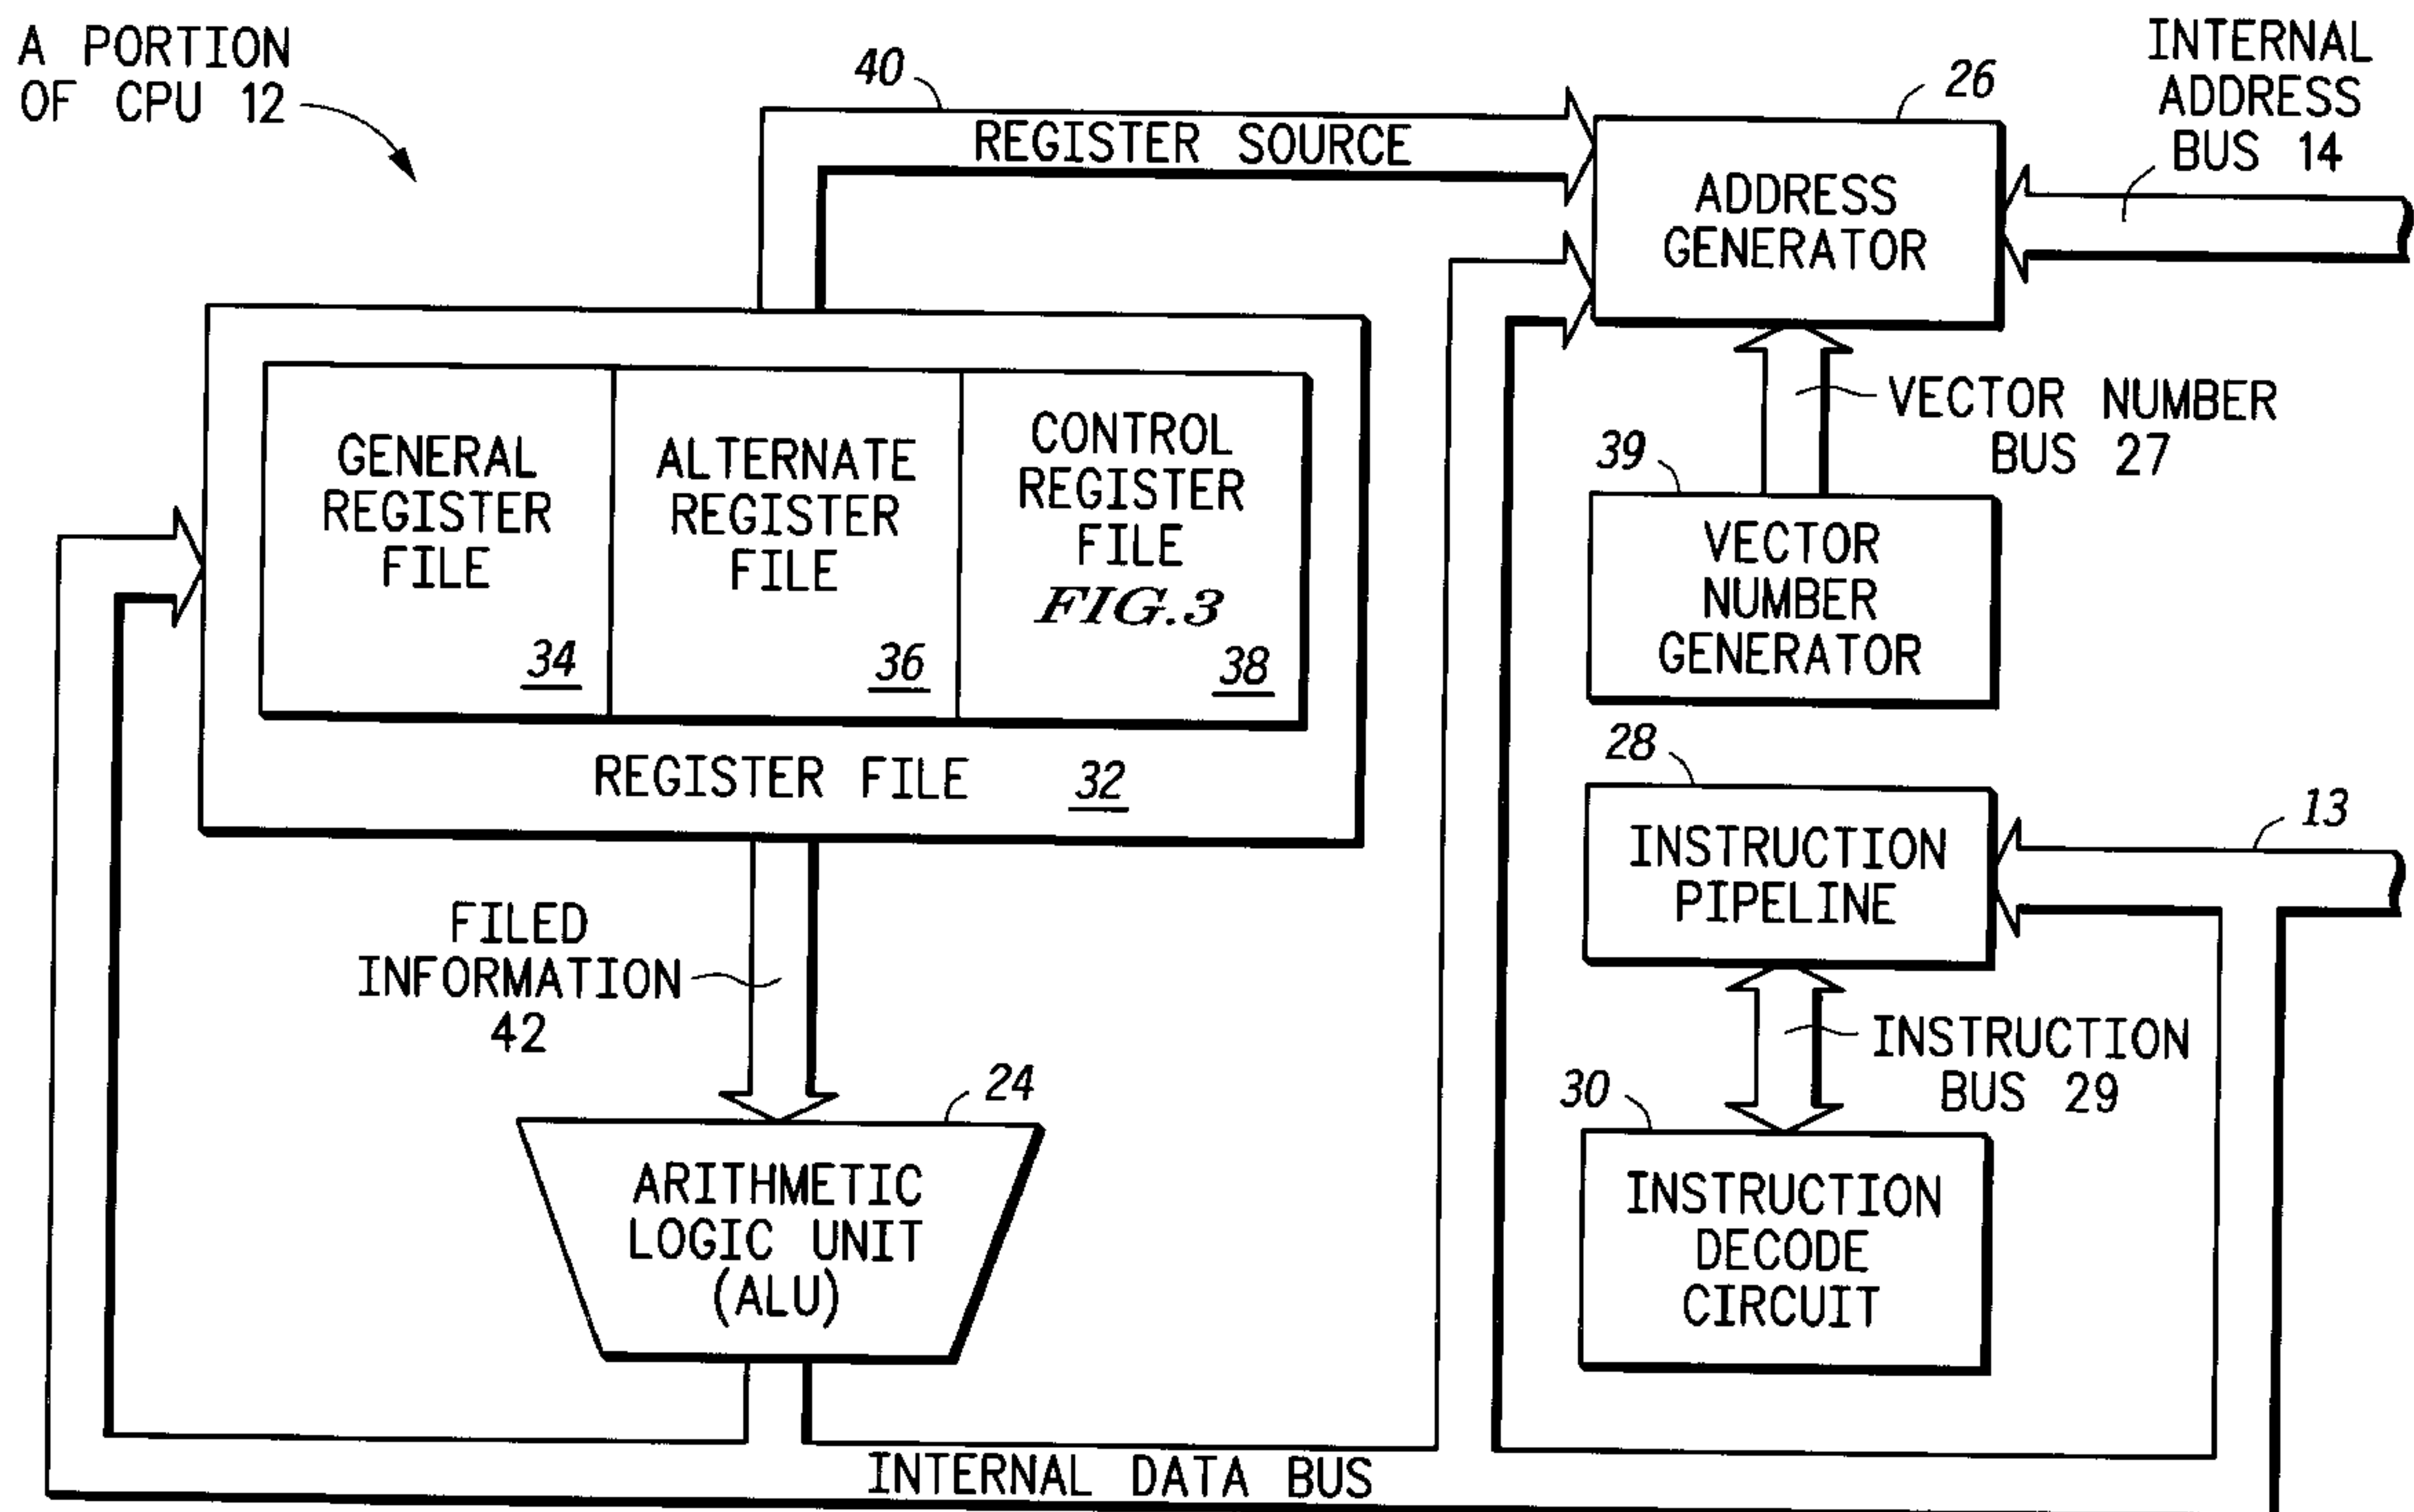 A PORTION
OF CPU 12
40
REGISTER SOURCE
26
INTERNAL
ADDRESS
BUS 14
ADDRESS
GENERATOR
VECTOR NUMBER
BUS 27
39
VECTOR
NUMBER
GENERATOR
GENERAL
REGISTER
FILE
34
ALTERNATE
REGISTER
FILE
36
CONTROL
REGISTER
FILE
FIG.3
38
REGISTER FILE 32
28
INSTRUCTION
PIPELINE
13
FILED
INFORMATION
42
INSTRUCTION
BUS 29
24
ARITHMETIC
LOGIC UNIT
(ALU)
30
INSTRUCTION
DECODE
CIRCUIT
INTERNAL DATA BUS